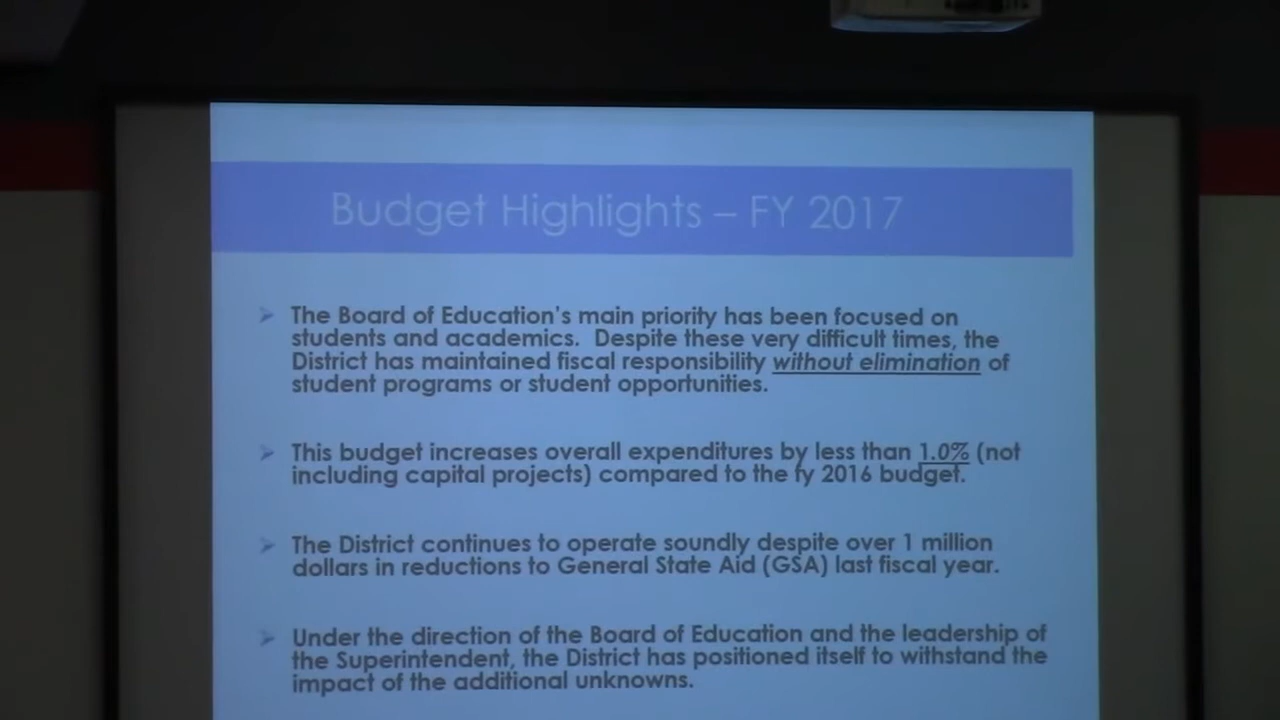 Budget Highlights – FY 2017
➢ The Board of Education's main priority has been focused on
students and academics. Despite these very difficult times, the
District has maintained fiscal responsibility without elimination of
student programs or student opportunities.
➢ This budget increases overall expenditures by less than 1.0% (not
including capital projects) compared to the fy 2016 budget.
➢ The District continues to operate soundly despite over 1 million
dollars in reductions to General State Aid (GSA) last fiscal year.
➢ Under the direction of the Board of Education and the leadership of
the Superintendent, the District has positioned itself to withstand the
impact of the additional unknowns.